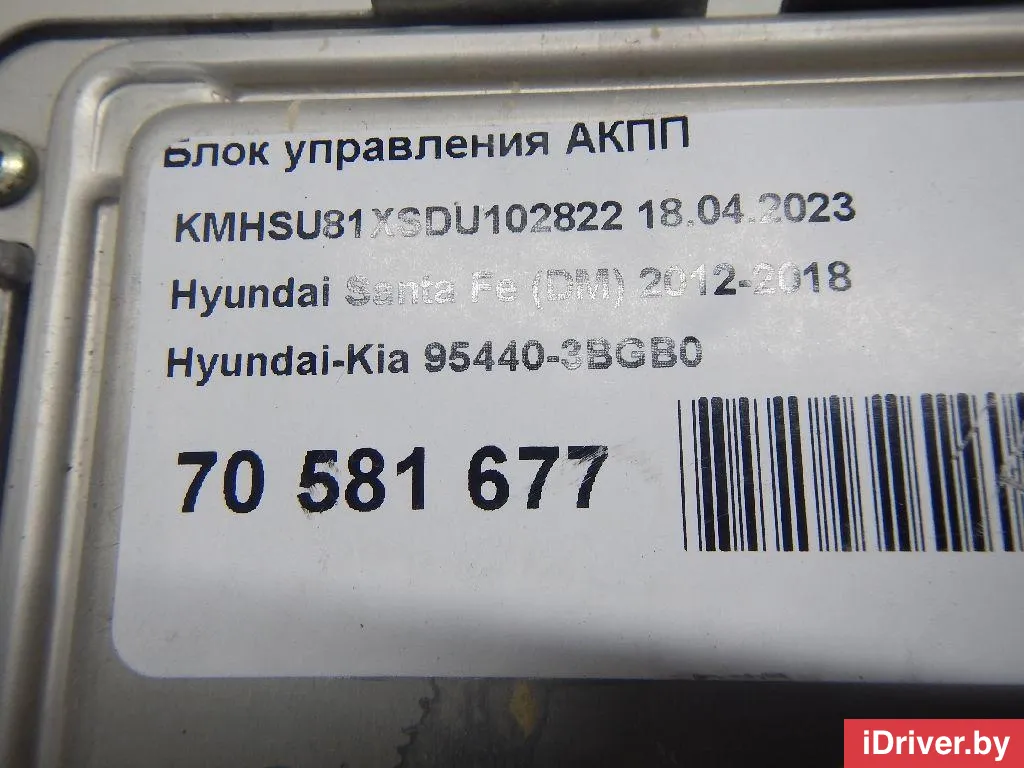 Блок управления АКПП
KMHSU81XSDU102822 18.04.2023
Hyundai Santa Fe (DM) 2012-2018
Hyundai-Kia 95440-3BGB0
70 581 677
iDriver.by